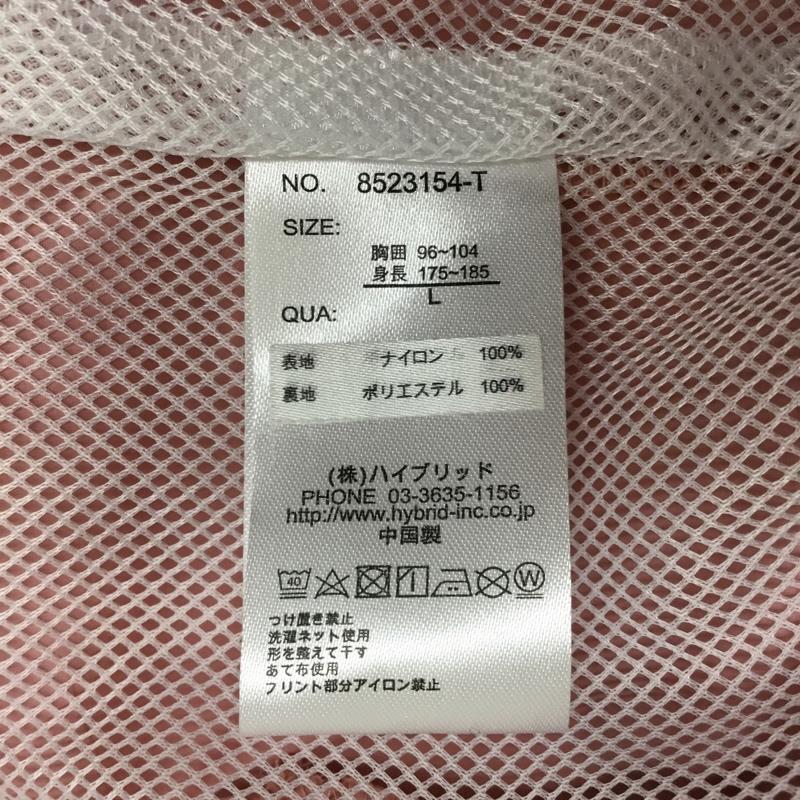 NO. 8523154-T
SIZE:
胸囲 96~104
身長 175~185
L
QUA:
表地 ナイロン 100%
裏地 ポリエステル 100%
(株)ハイブリッド
PHONE 03-3635-1156
http://www.hybrid-inc.co.jp
中国製
40 W
つけ置き禁止
洗濯ネット使用
形を整えて干す
あて布使用
プリント部分アイロン禁止